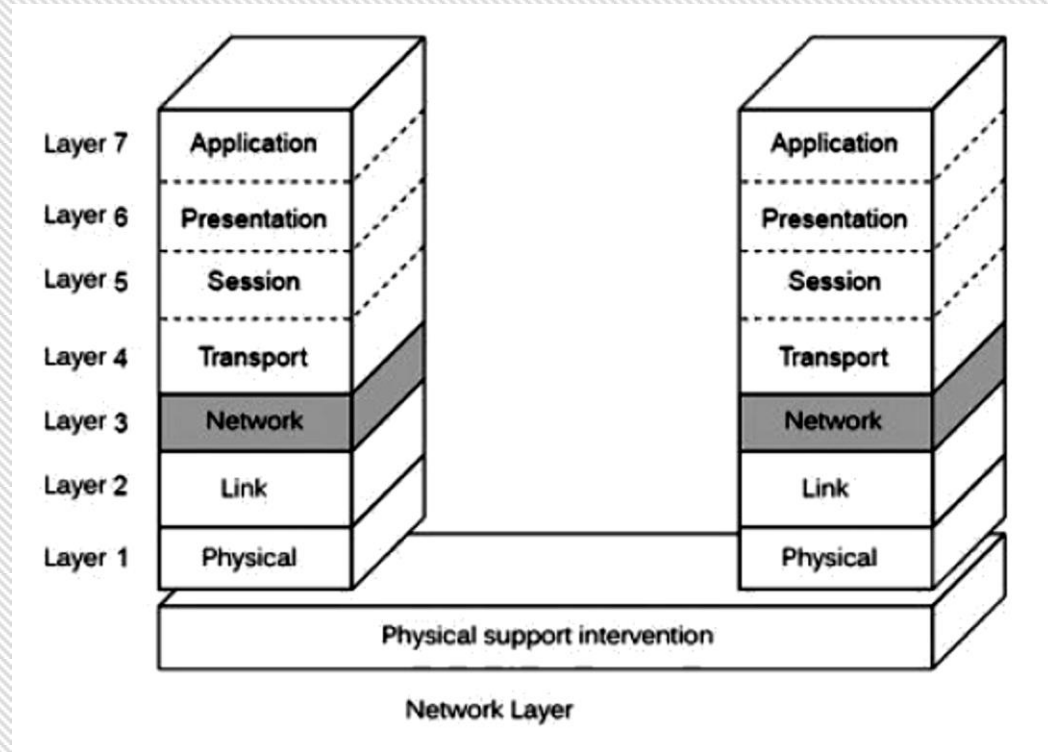 Layer 7 Application Application
Layer 6 Presentation Presentation
Layer 5 Session Session
Layer 4 Transport Transport
Layer 3 Network Network
Layer 2 Link Link
Layer 1 Physical Physical
Physical support intervention
Network Layer